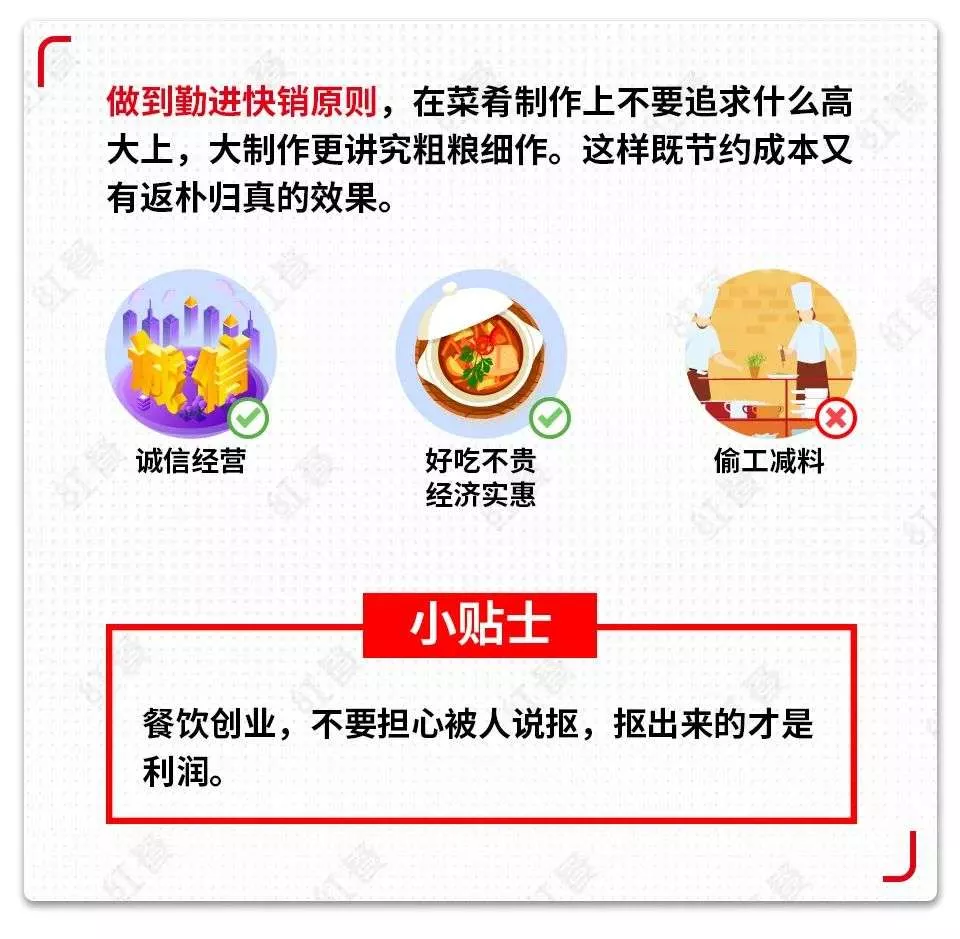 做到勤进快销原则，在菜肴制作上不要追求什么高
大上，大制作更讲究粗粮细作。这样既节约成本又
有返朴归真的效果。
诚信
诚信经营
好吃不贵
经济实惠
偷工减料
小贴士
餐饮创业，不要担心被人说抠，抠出来的才是
利润。
红餐